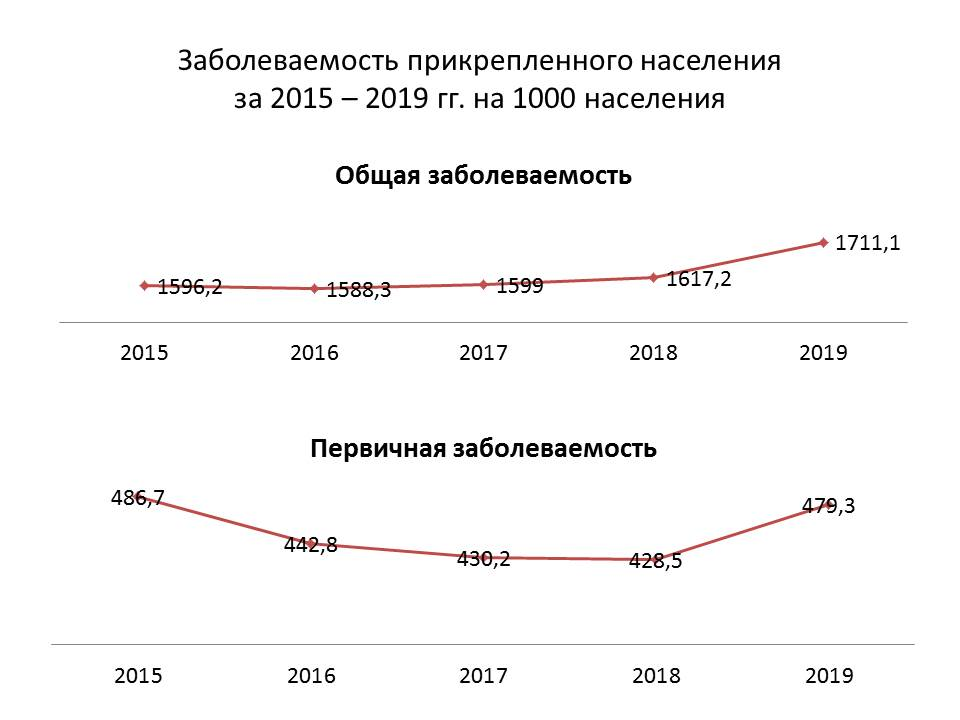 Заболеваемость прикрепленного населения
за 2015 – 2019 гг. на 1000 населения
Общая заболеваемость
1596,2 1588,3 1599 1617,2 1711,1
2015 2016 2017 2018 2019
Первичная заболеваемость
486,7 442,8 430,2 428,5 479,3
2015 2016 2017 2018 2019